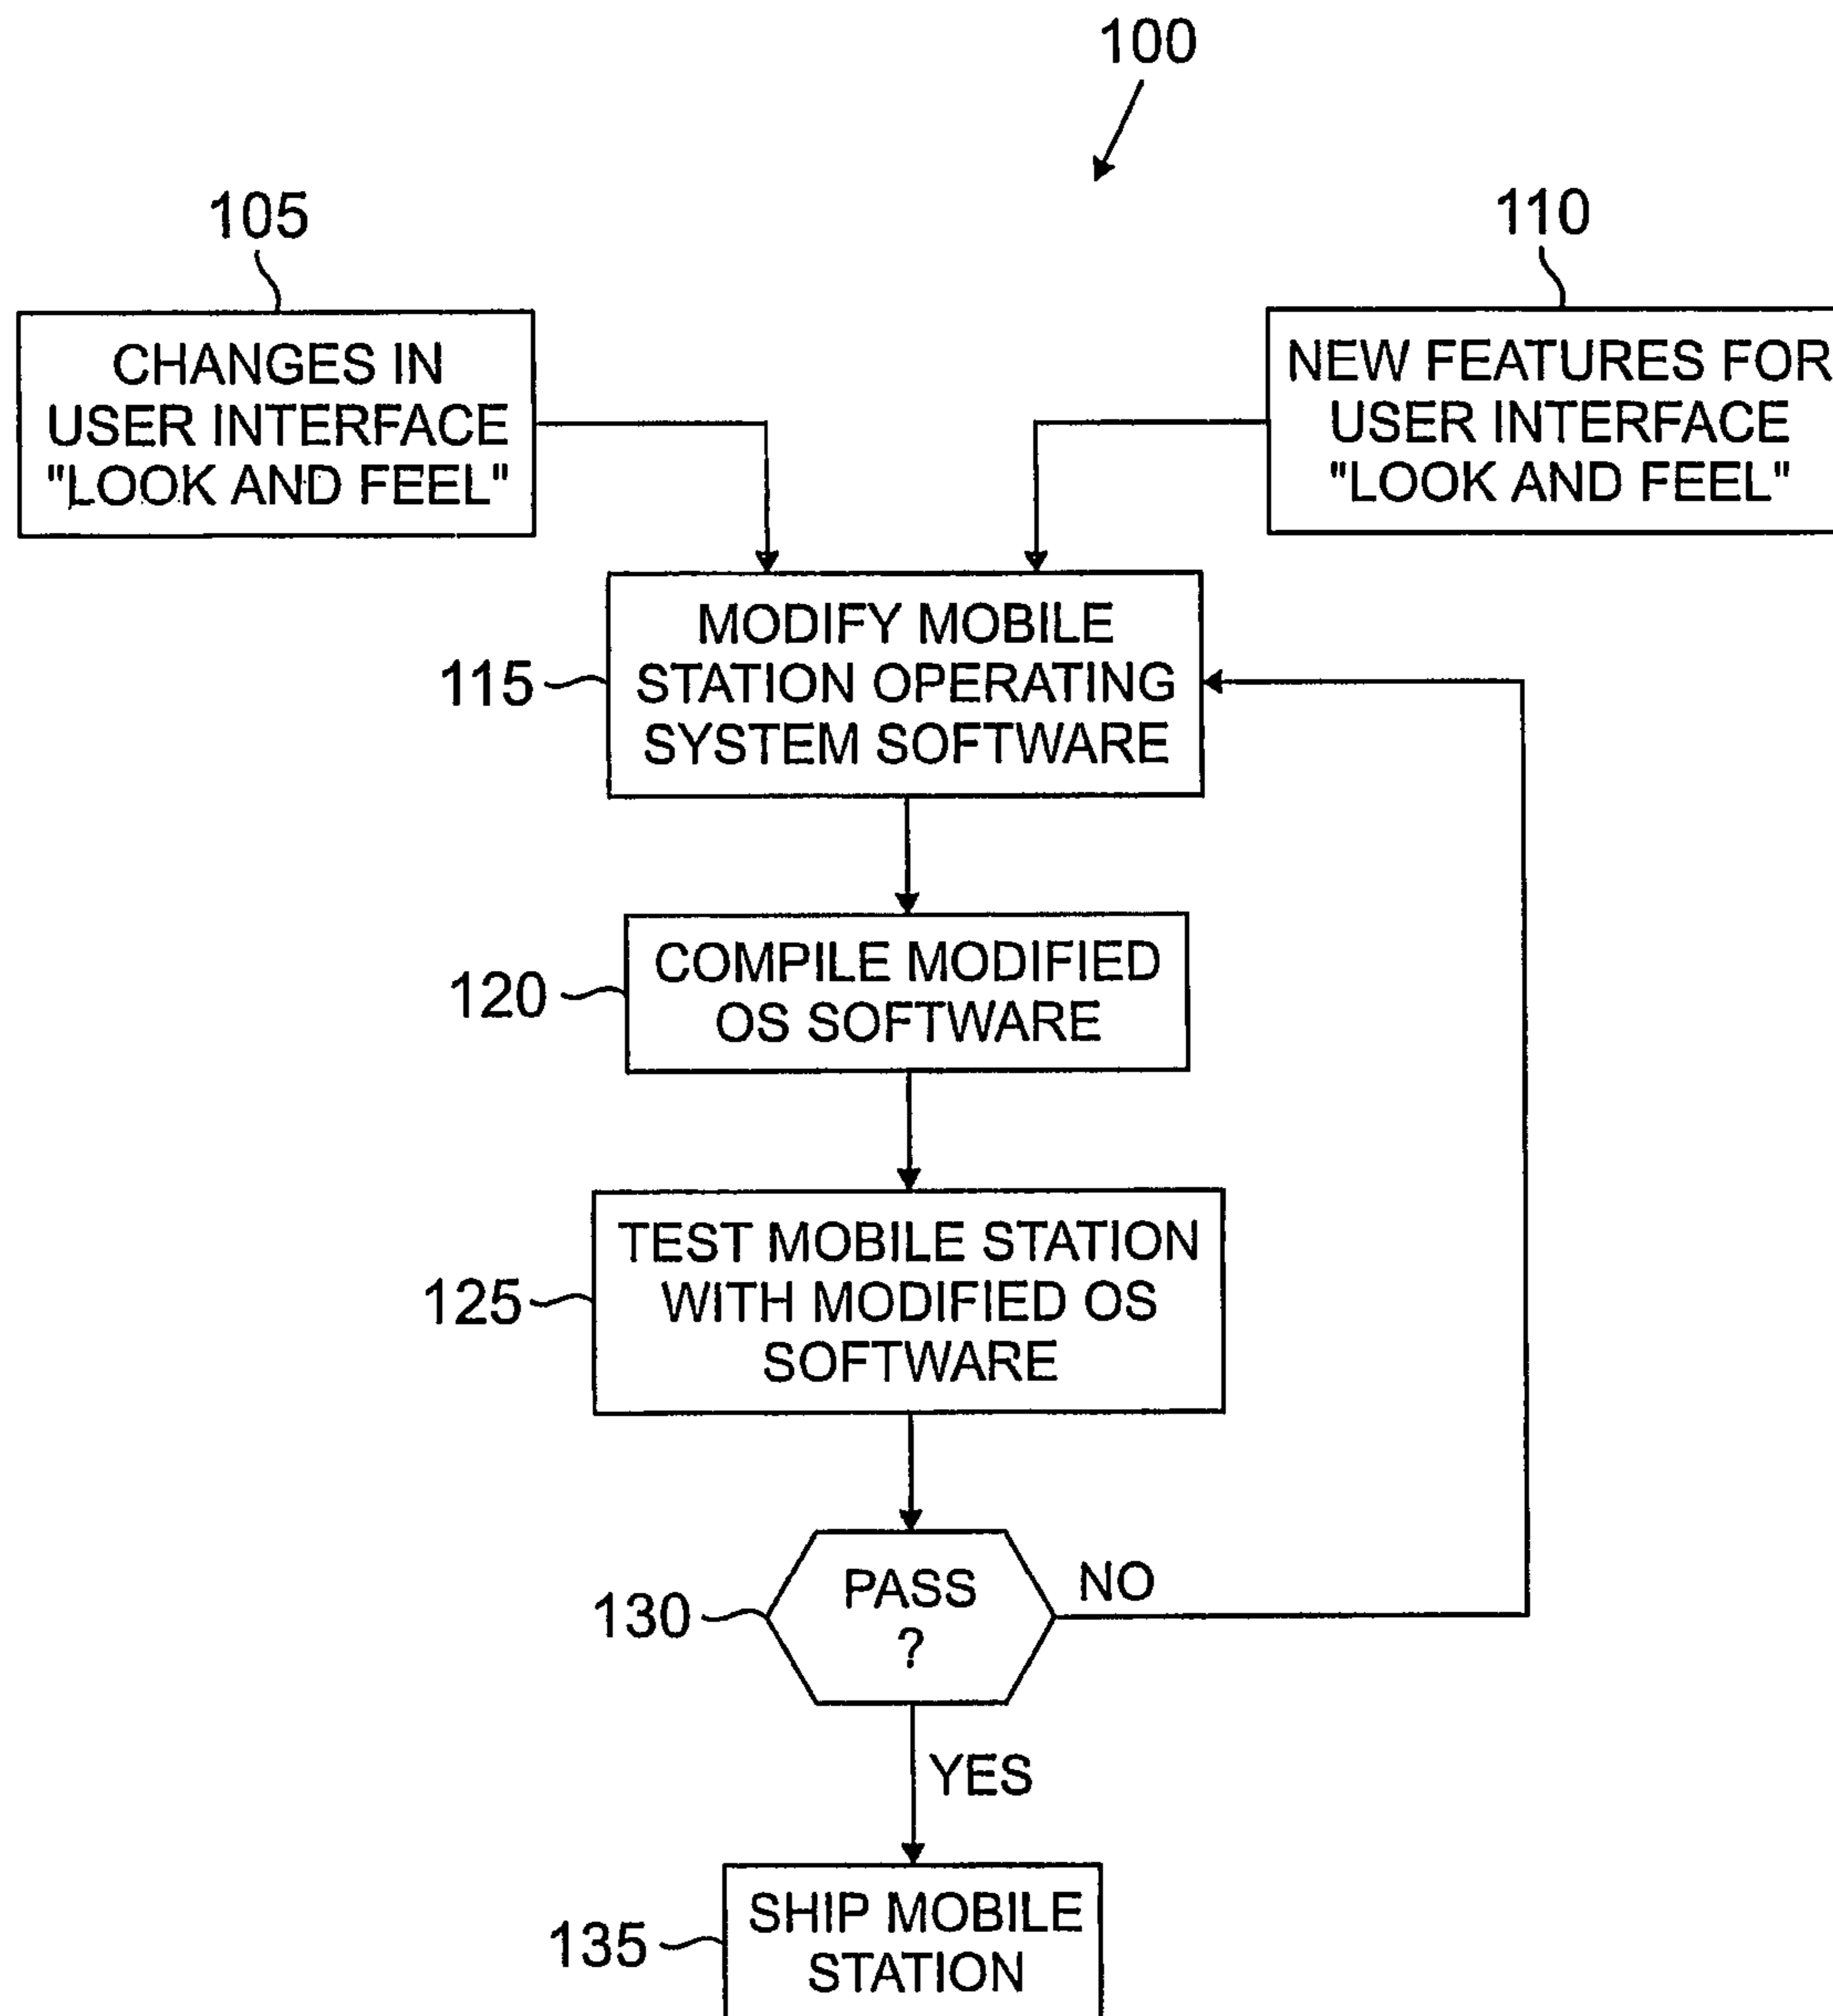 100
105
110
CHANGES IN
USER INTERFACE
"LOOK AND FEEL"
NEW FEATURES FOR
USER INTERFACE
"LOOK AND FEEL"
115
MODIFY MOBILE
STATION OPERATING
SYSTEM SOFTWARE
120
COMPILE MODIFIED
OS SOFTWARE
125
TEST MOBILE STATION
WITH MODIFIED OS
SOFTWARE
130
PASS
?
NO
YES
135
SHIP MOBILE
STATION